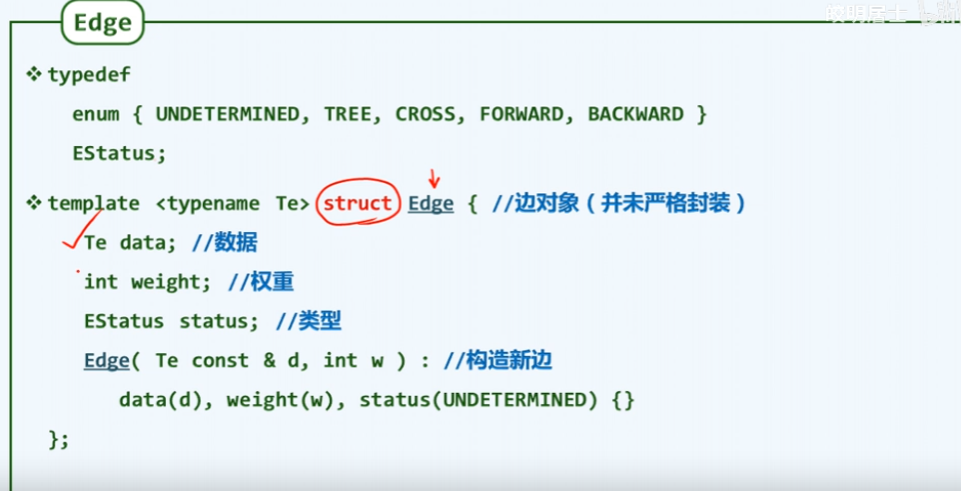 Edge
❖ typedef
enum { UNDETERMINED, TREE, CROSS, FORWARD, BACKWARD }
EStatus;
❖ template <typename Te> struct Edge { //边对象（并未严格封装）
Te data; //数据
int weight; //权重
EStatus status; //类型
Edge( Te const & d, int w ) : //构造新边
data(d), weight(w), status(UNDETERMINED) {}
};